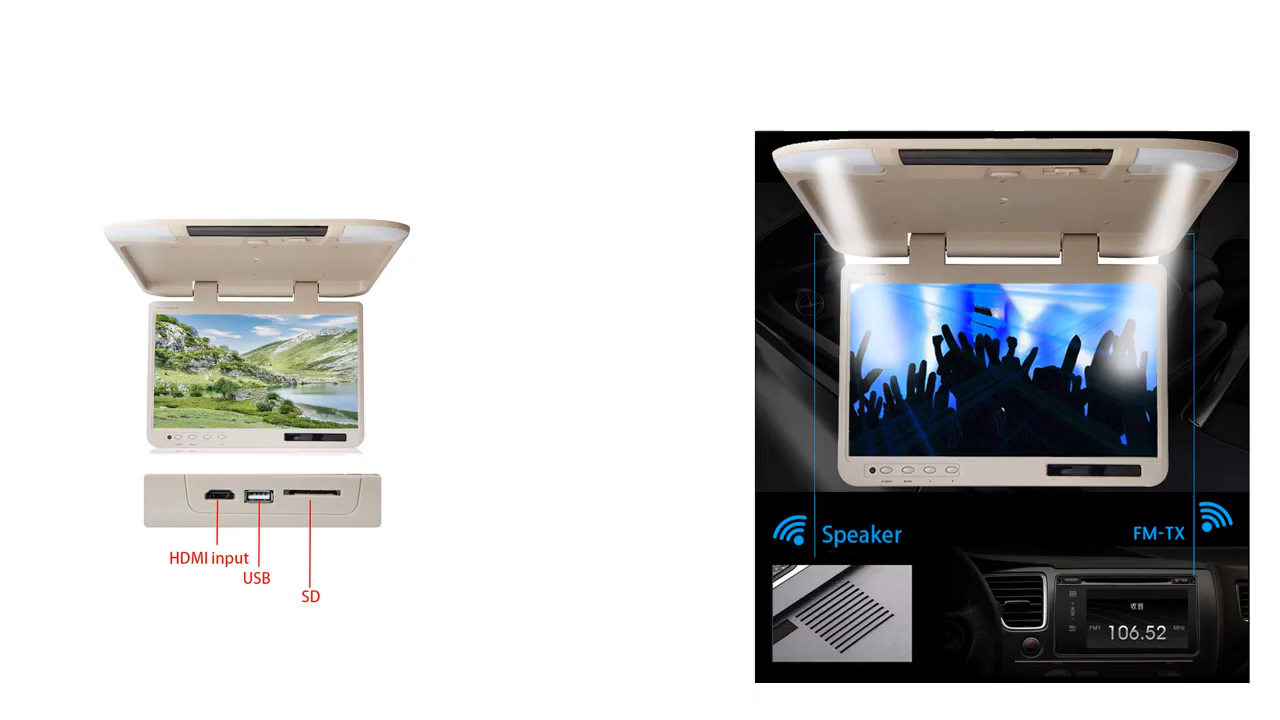 HDMI input
USB
SD
Speaker
FM-TX
收音
FM1
106.52
MHz